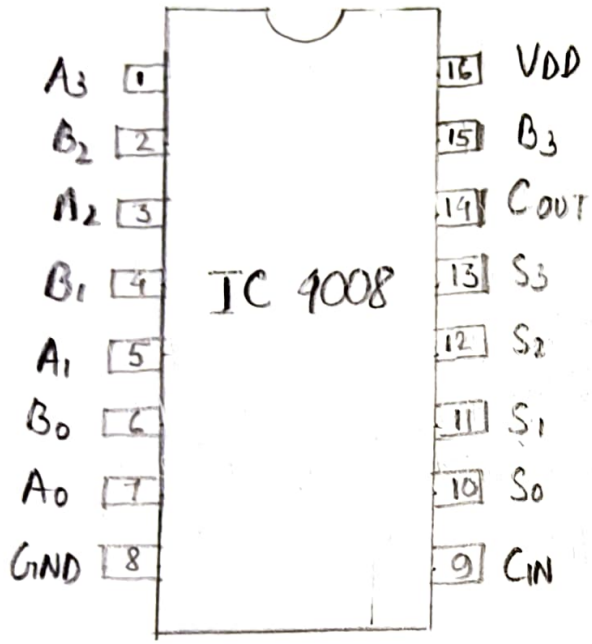 A3 1 16 VDD
B2 2 15 B3
A2 3 14 COUT
B1 4 13 S3
IC 4008
A1 5 12 S2
B0 6 11 S1
A0 7 10 S0
GND 8 9 CIN